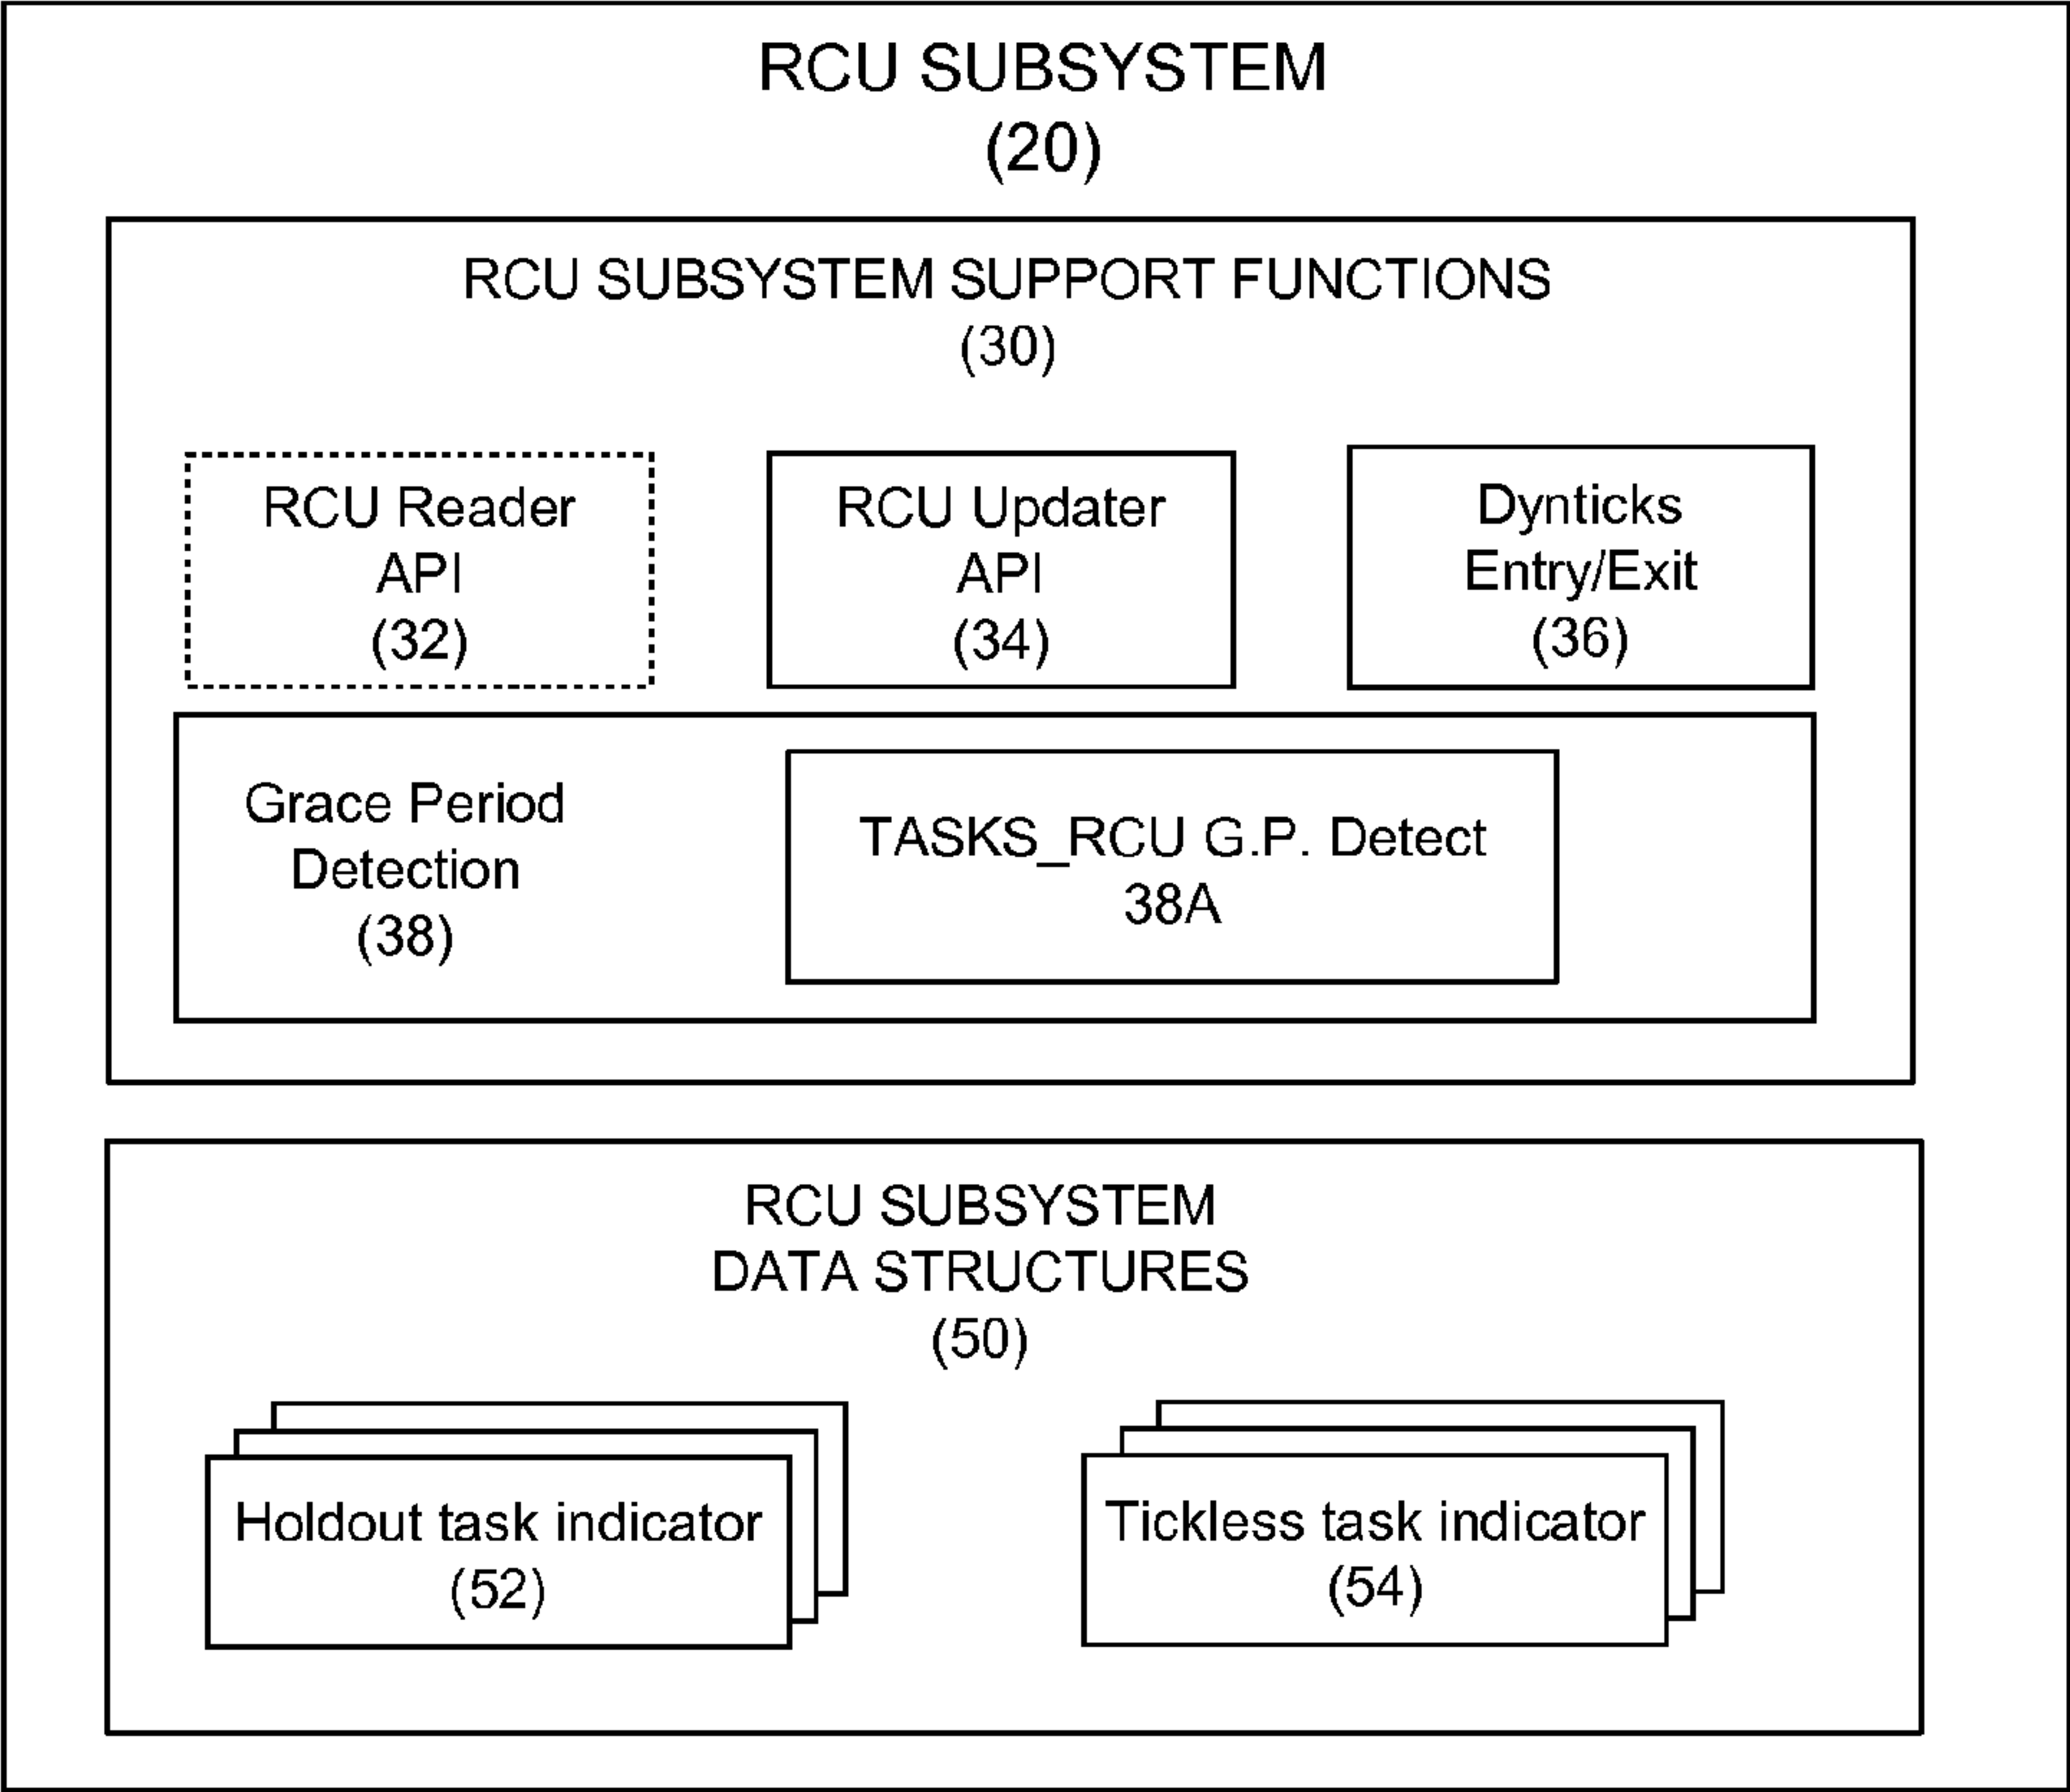 RCU SUBSYSTEM
(20)
RCU SUBSYSTEM SUPPORT FUNCTIONS
(30)
RCU Reader
API
(32)
RCU Updater
API
(34)
Dynticks
Entry/Exit
(36)
Grace Period
Detection
(38)
TASKS_RCU G.P. Detect
38A
RCU SUBSYSTEM
DATA STRUCTURES
(50)
Holdout task indicator
(52)
Tickless task indicator
(54)